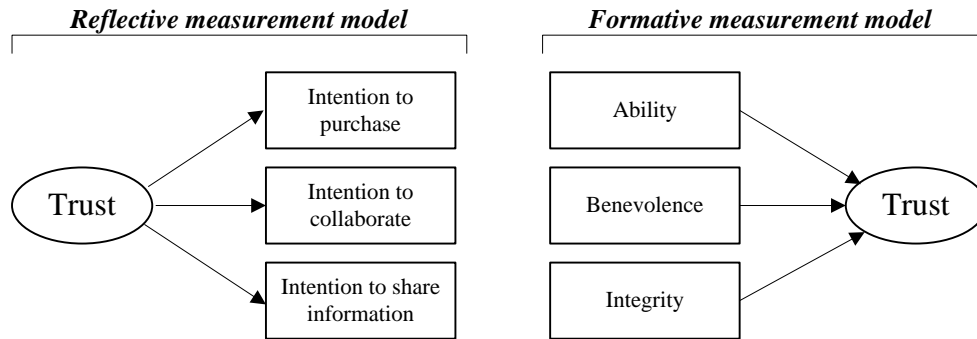 Reflective measurement model
Intention to
purchase
Trust
Intention to
collaborate
Intention to share
information
Formative measurement model
Ability
Benevolence
Trust
Integrity